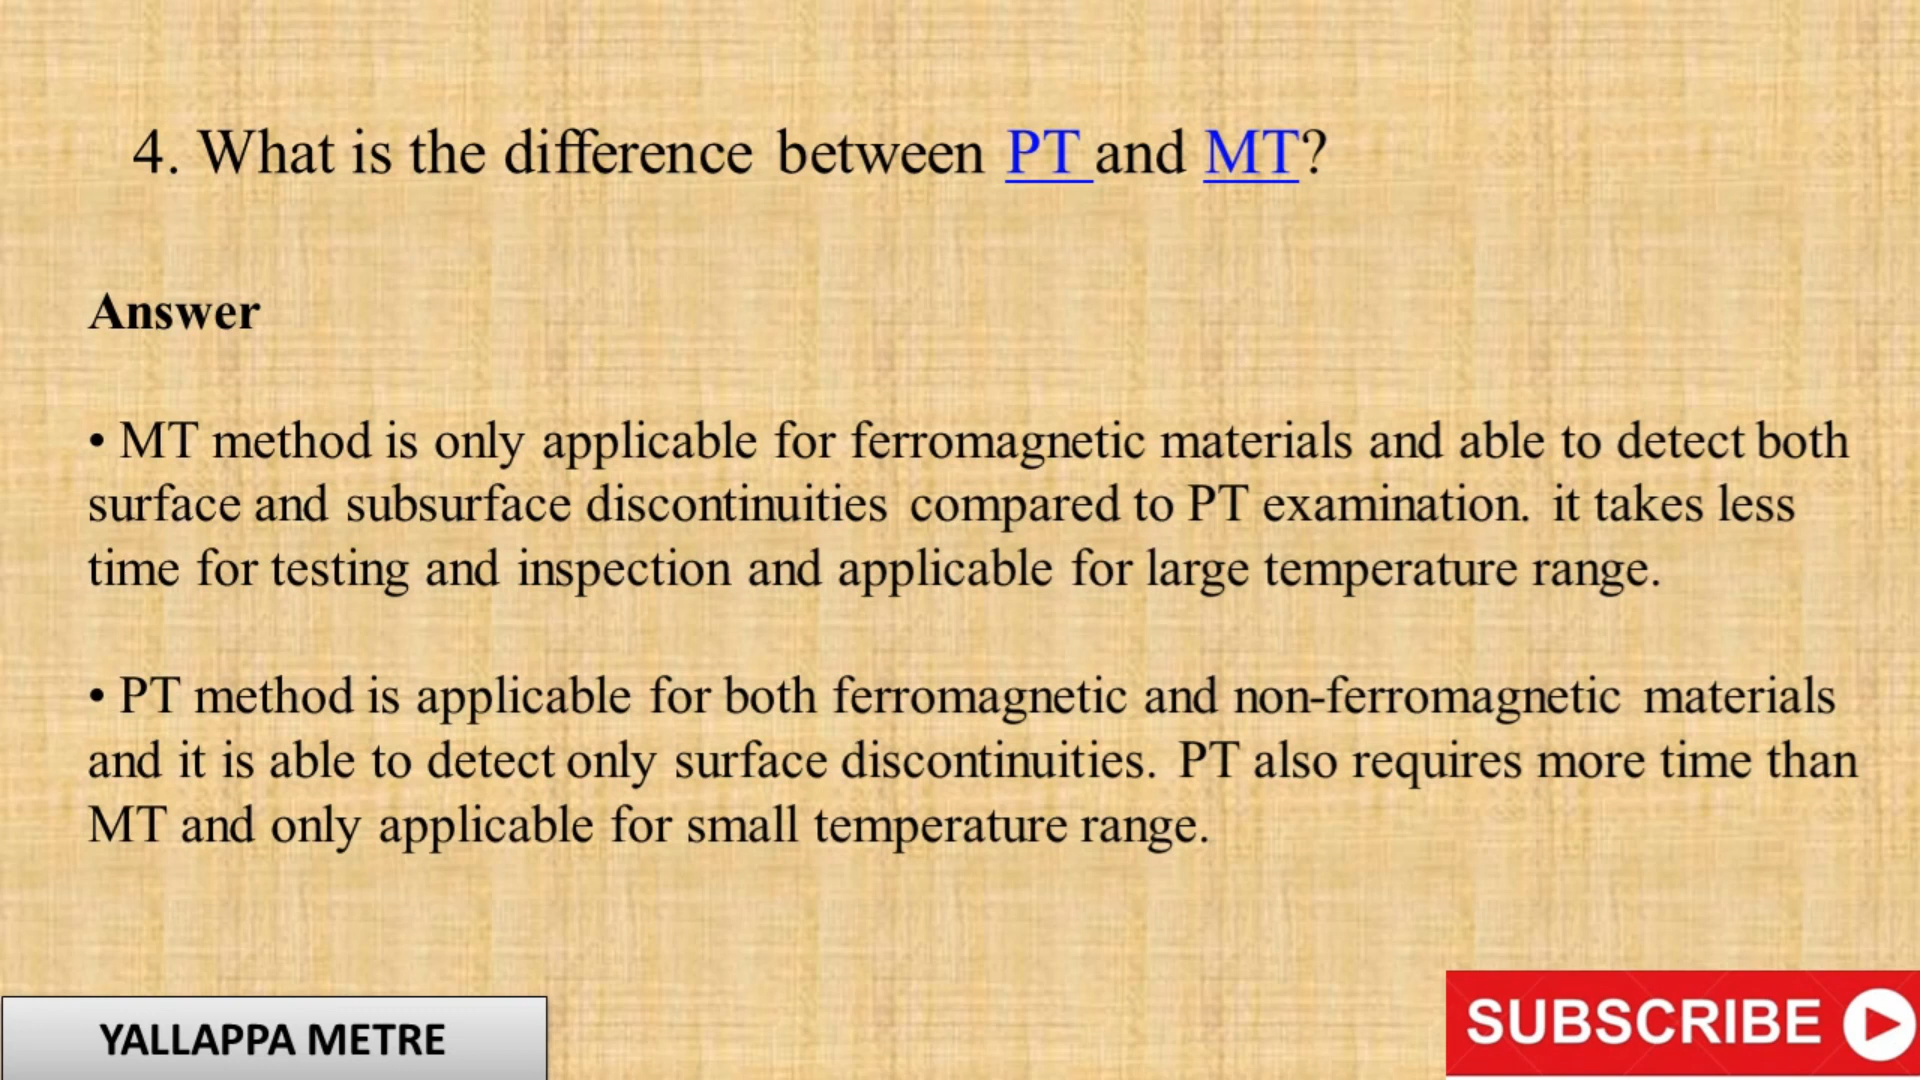 4. What is the difference between PT and MT?
Answer
• MT method is only applicable for ferromagnetic materials and able to detect both
surface and subsurface discontinuities compared to PT examination. it takes less
time for testing and inspection and applicable for large temperature range.
• PT method is applicable for both ferromagnetic and non-ferromagnetic materials
and it is able to detect only surface discontinuities. PT also requires more time than
MT and only applicable for small temperature range.
YALLAPPA METRE
SUBSCRIBE